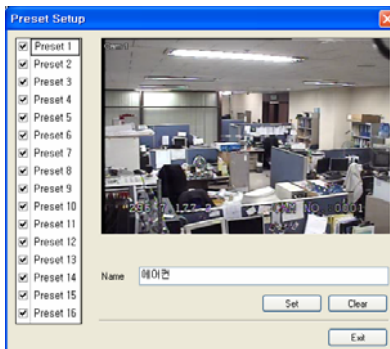 Preset Setup
Preset 1
Preset 2
Preset 3
Preset 4
Preset 5
Preset 6
Preset 7
Preset 8
Preset 9
Preset 10
Preset 11
Preset 12
Preset 13
Preset 14
Preset 15
Preset 16
Name
에어컨
Set
Clear
Exit